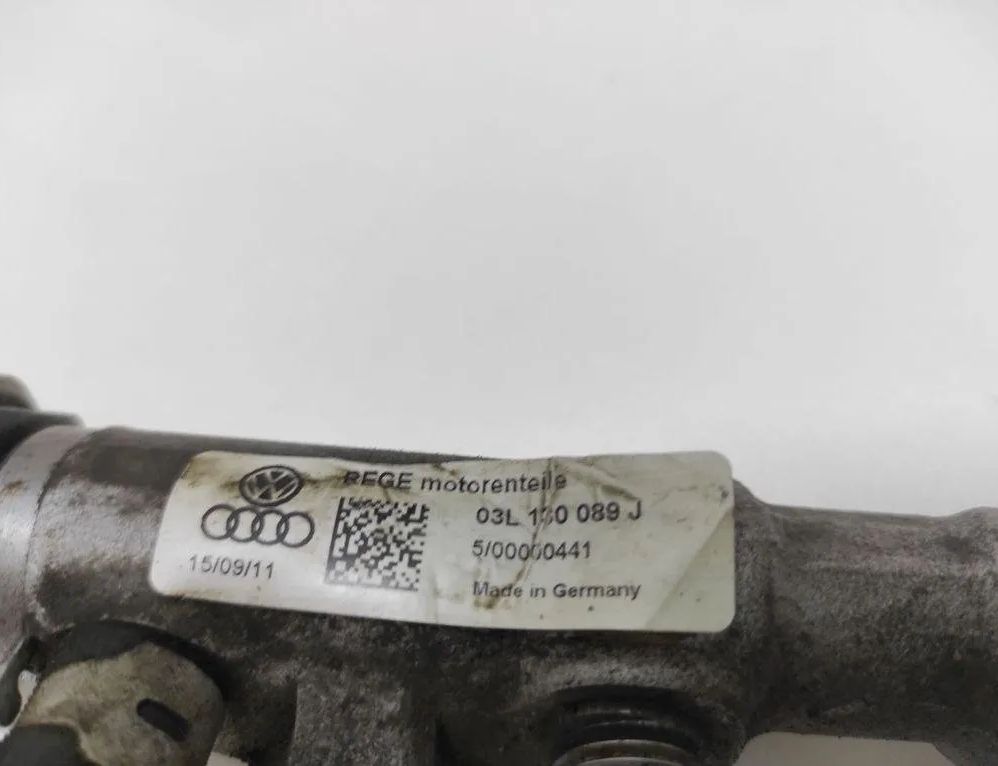 REGE motorenteile
03L 130 089 J
5/00000441
15/09/11
Made in Germany